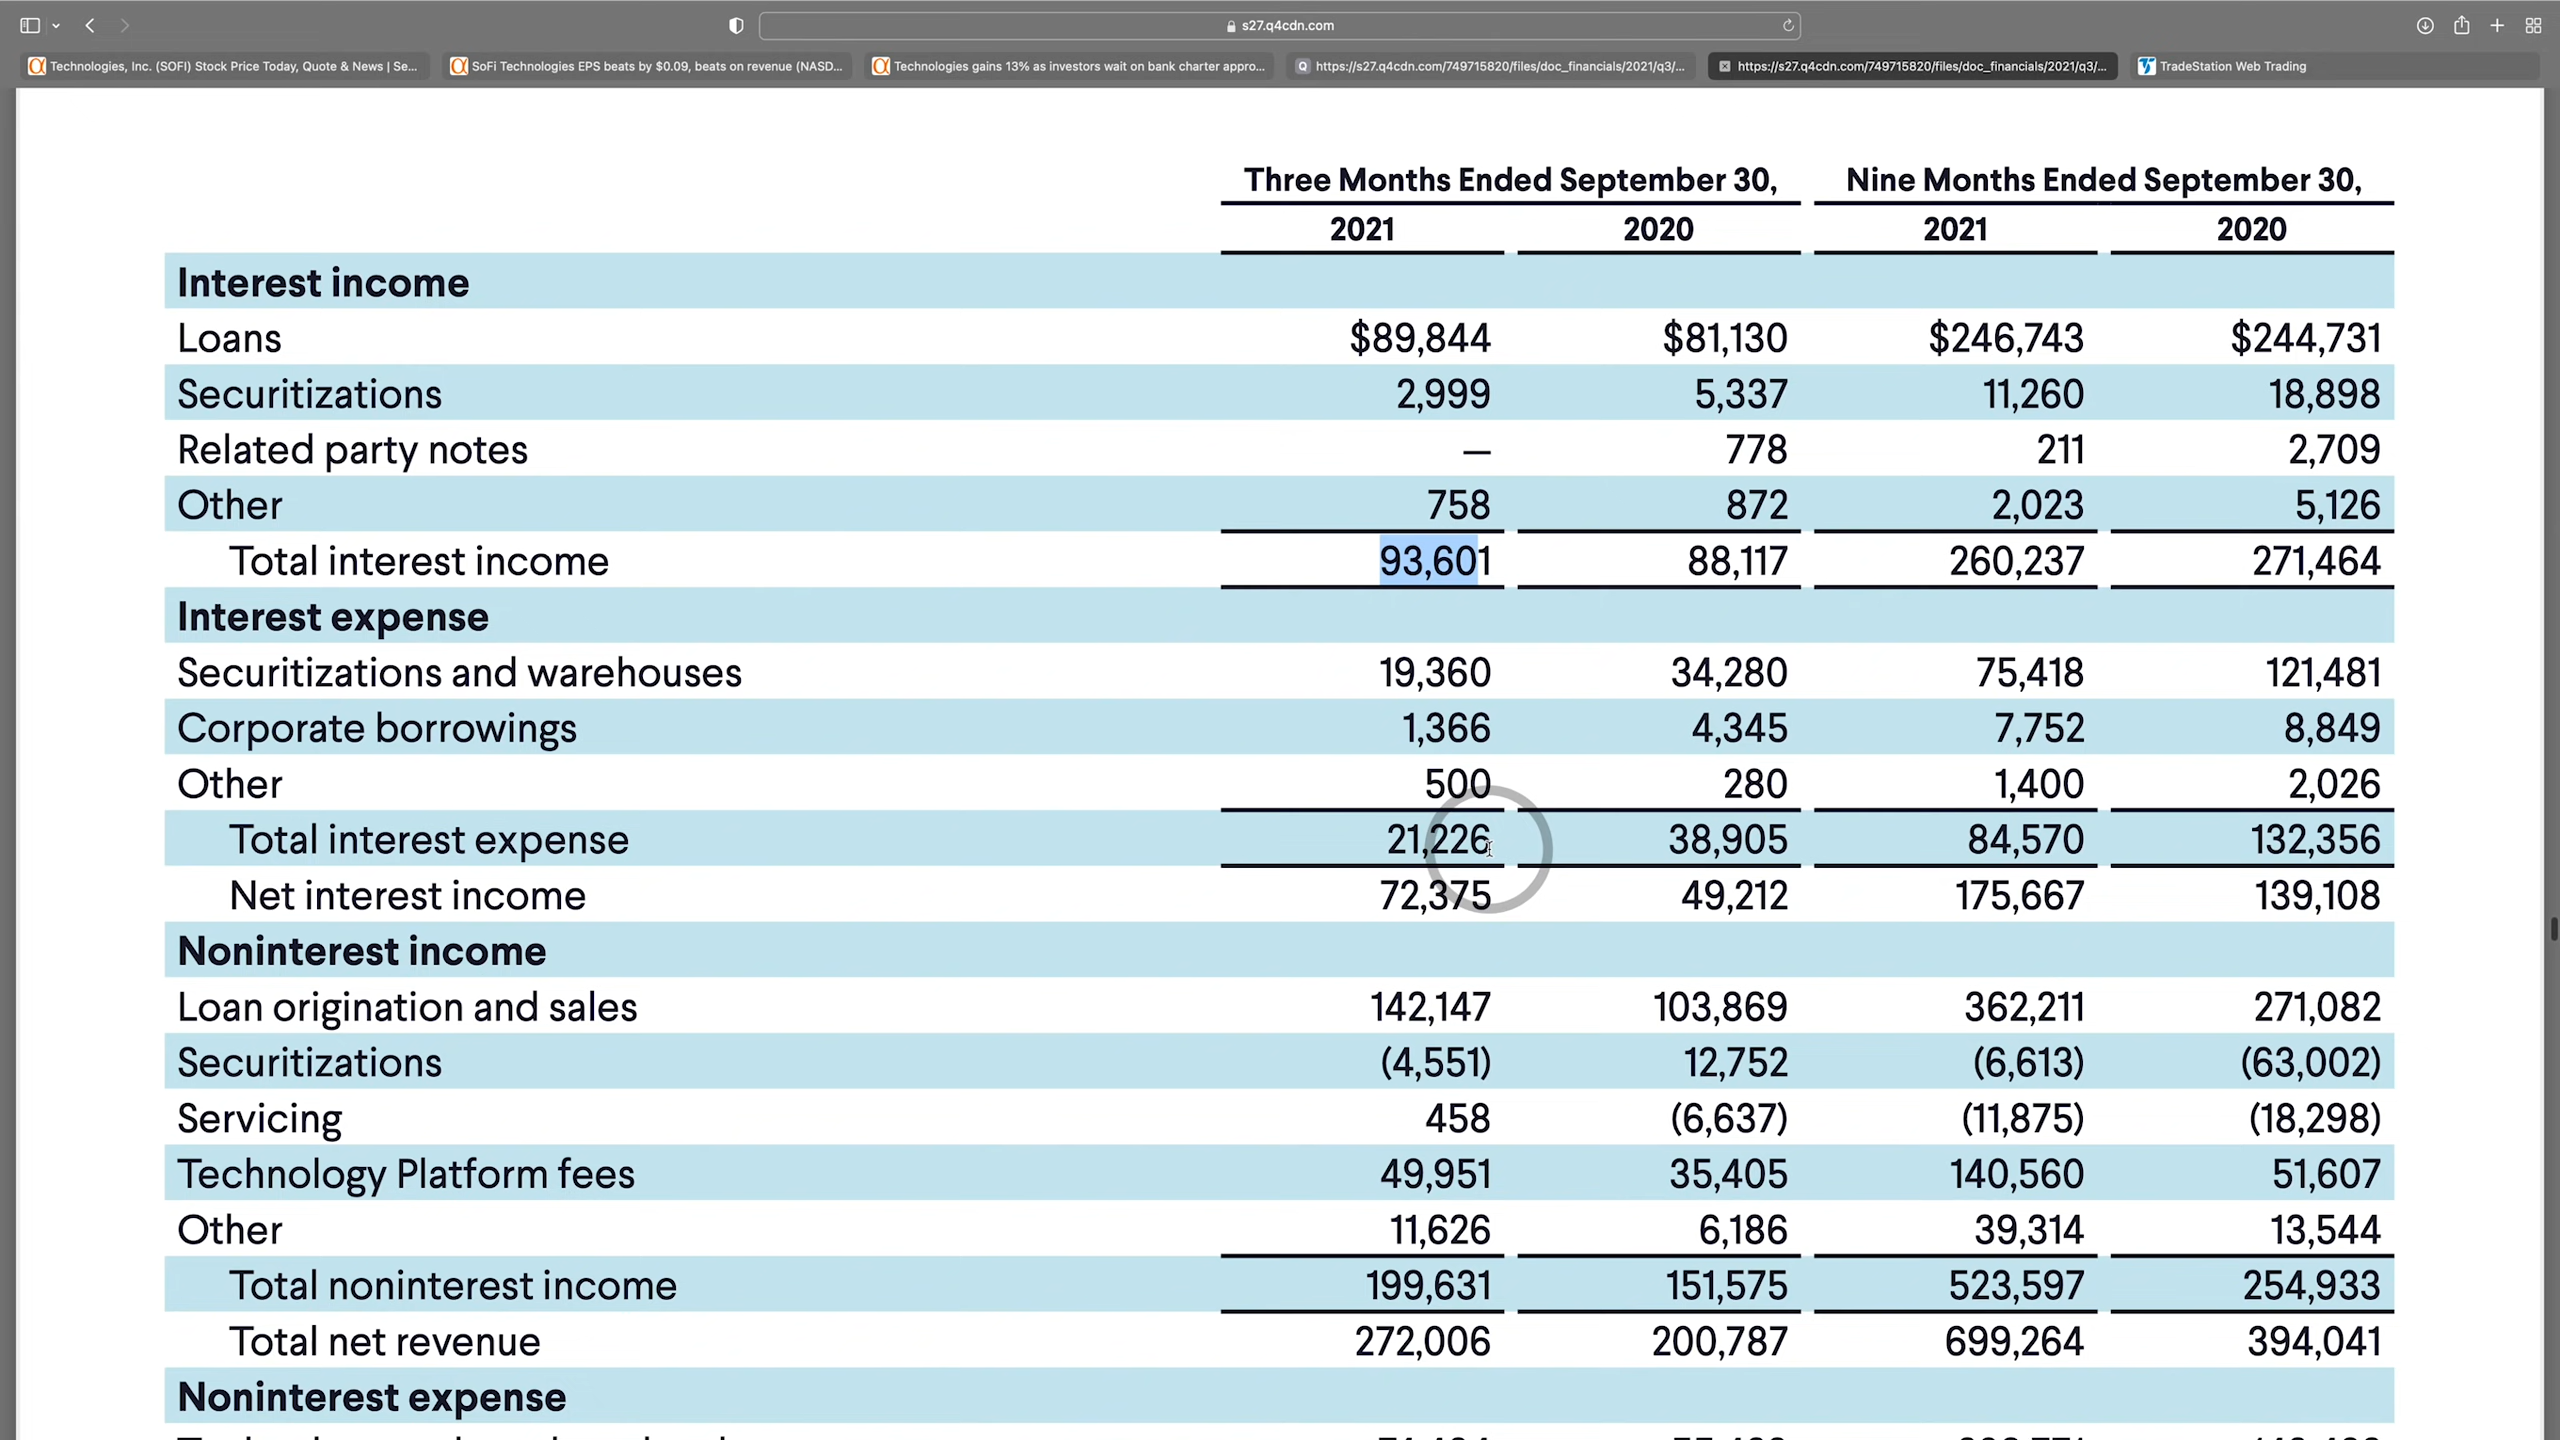 s27.q4cdn.com
Technologies, Inc. (SOFI) Stock Price Today, Quote & News | Se... SoFi Technologies EPS beats by $0.09, beats on revenue (NASD... Technologies gains 13% as investors wait on bank charter appro... https://s27.q4cdn.com/749715820/files/doc_financials/2021/q3/... https://s27.q4cdn.com/749715820/files/doc_financials/2021/q3/... TradeStation Web Trading
Three Months Ended September 30, Nine Months Ended September 30,
2021 2020 2021 2020
Interest income
Loans $89,844 $81,130 $246,743 $244,731
Securitizations 2,999 5,337 11,260 18,898
Related party notes — 778 211 2,709
Other 758 872 2,023 5,126
Total interest income 93,601 88,117 260,237 271,464
Interest expense
Securitizations and warehouses 19,360 34,280 75,418 121,481
Corporate borrowings 1,366 4,345 7,752 8,849
Other 500 280 1,400 2,026
Total interest expense 21,226 38,905 84,570 132,356
Net interest income 72,375 49,212 175,667 139,108
Noninterest income
Loan origination and sales 142,147 103,869 362,211 271,082
Securitizations (4,551) 12,752 (6,613) (63,002)
Servicing 458 (6,637) (11,875) (18,298)
Technology Platform fees 49,951 35,405 140,560 51,607
Other 11,626 6,186 39,314 13,544
Total noninterest income 199,631 151,575 523,597 254,933
Total net revenue 272,006 200,787 699,264 394,041
Noninterest expense